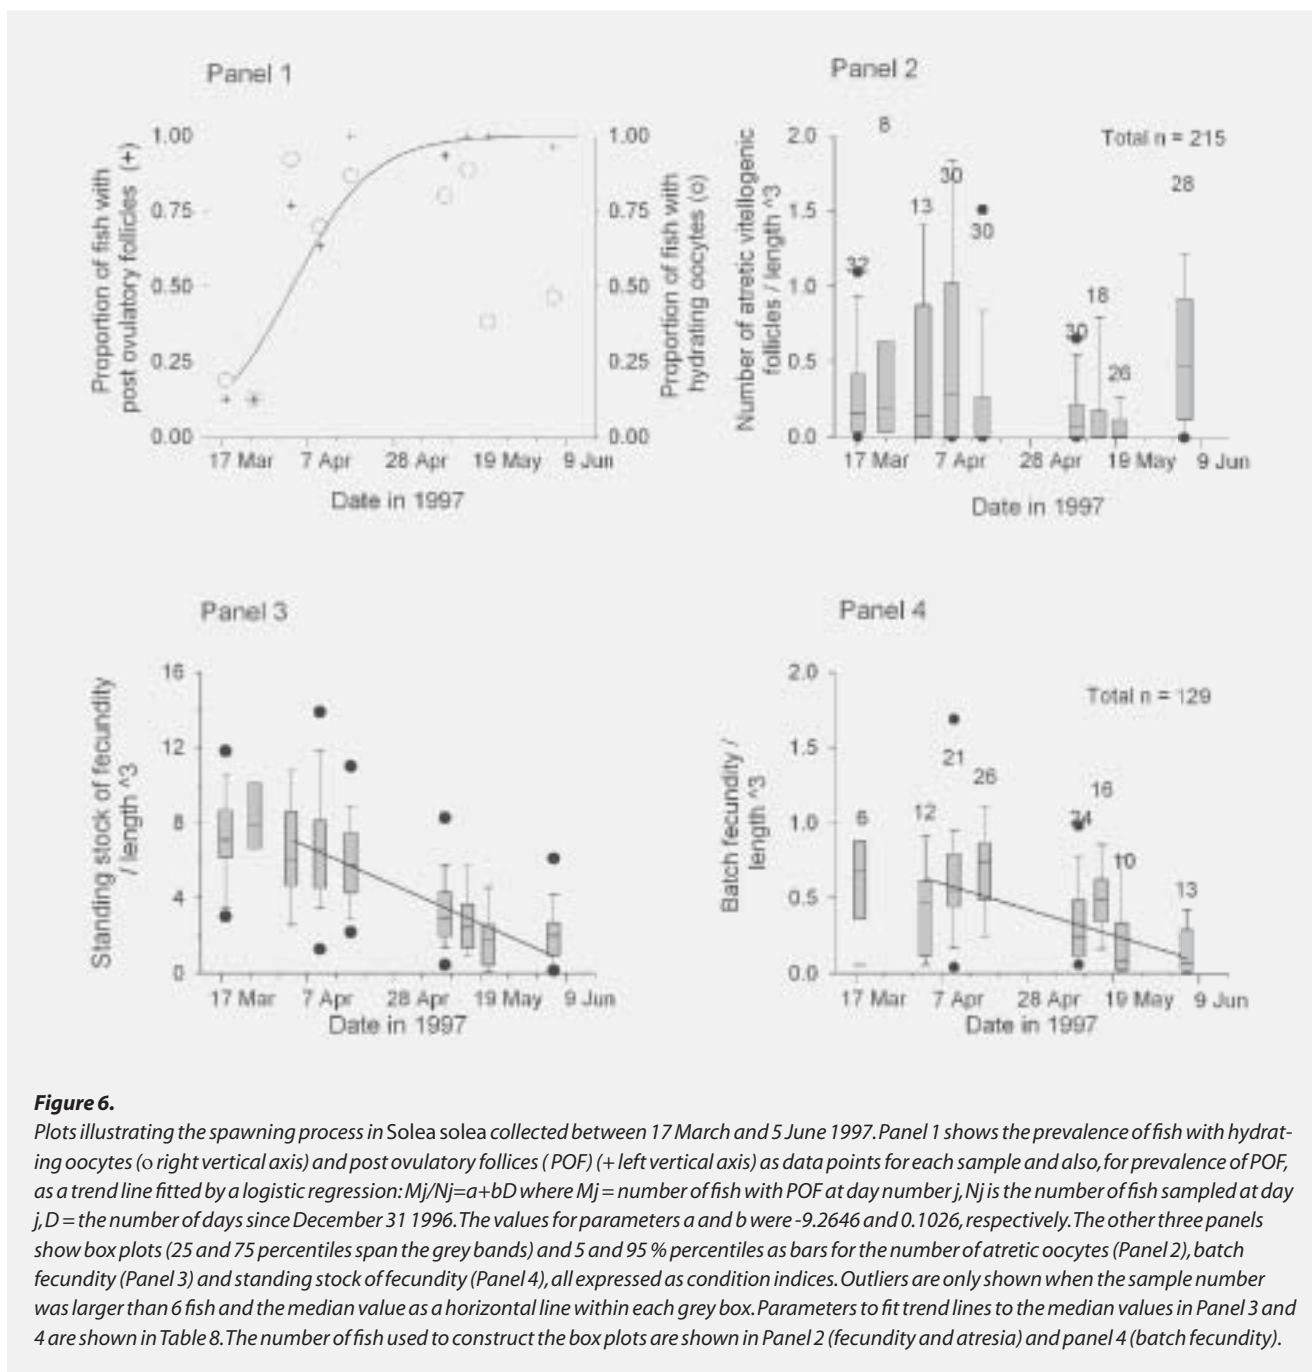 Panel 1
Proportion of fish with
post ovulatory follicles (+)
1.00
0.75
0.50
0.25
0.00
1.00
0.75
0.50
0.25
0.00
Proportion of fish with
hydrating oocytes (o)
17 Mar 7 Apr 28 Apr 19 May 9 Jun
Date in 1997
Panel 2
Number of atretic vitellogenic
follicles / length ^3
2.0
1.5
1.0
0.5
0.0
Total n = 215
32
8
13
30
30
30
18
26
28
17 Mar 7 Apr 28 Apr 19 May 9 Jun
Date in 1997
Panel 3
Standing stock of fecundity
/ length ^3
16
12
8
4
0
17 Mar 7 Apr 28 Apr 19 May 9 Jun
Date in 1997
Panel 4
Batch fecundity /
length ^3
2.0
1.5
1.0
0.5
0.0
Total n = 129
6
12
21
26
24
16
10
13
17 Mar 7 Apr 28 Apr 19 May 9 Jun
Date in 1997
Figure 6.
Plots illustrating the spawning process in Solea solea collected between 17 March and 5 June 1997. Panel 1 shows the prevalence of fish with hydrat-
ing oocytes (o right vertical axis) and post ovulatory follices ( POF) (+ left vertical axis) as data points for each sample and also, for prevalence of POF,
as a trend line fitted by a logistic regression: Mj/Nj=a+bD where Mj = number of fish with POF at day number j, Nj is the number of fish sampled at day
j, D = the number of days since December 31 1996. The values for parameters a and b were -9.2646 and 0.1026, respectively. The other three panels
show box plots (25 and 75 percentiles span the grey bands) and 5 and 95 % percentiles as bars for the number of atretic oocytes (Panel 2), batch
fecundity (Panel 3) and standing stock of fecundity (Panel 4), all expressed as condition indices. Outliers are only shown when the sample number
was larger than 6 fish and the median value as a horizontal line within each grey box. Parameters to fit trend lines to the median values in Panel 3 and
4 are shown in Table 8. The number of fish used to construct the box plots are shown in Panel 2 (fecundity and atresia) and panel 4 (batch fecundity).